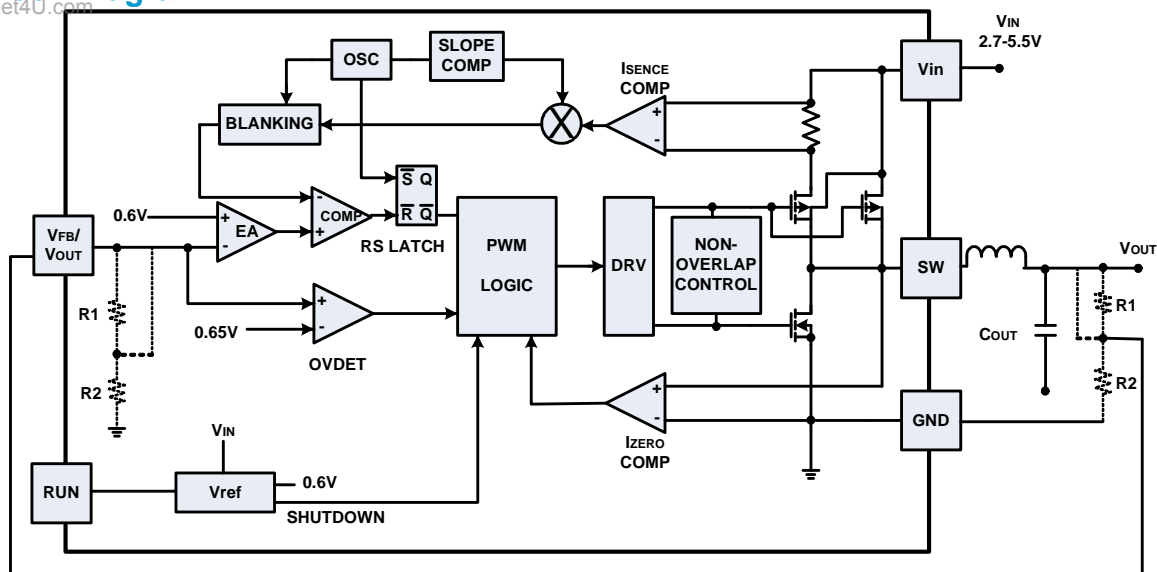 et4U.com
OSC
SLOPE
COMP
ISENCE
COMP
VIN
2.7-5.5V
Vin
BLANKING
+
-
S Q
R Q
RS LATCH
0.6V
+
-
EA
-
+
COMP
VFB/
VOUT
PWM
LOGIC
DRV
NON-
OVERLAP
CONTROL
SW
VOUT
R1
R2
0.65V
+
-
OVDET
COUT
R1
R2
+
-
IZERO
COMP
GND
VIN
RUN
Vref
0.6V
SHUTDOWN